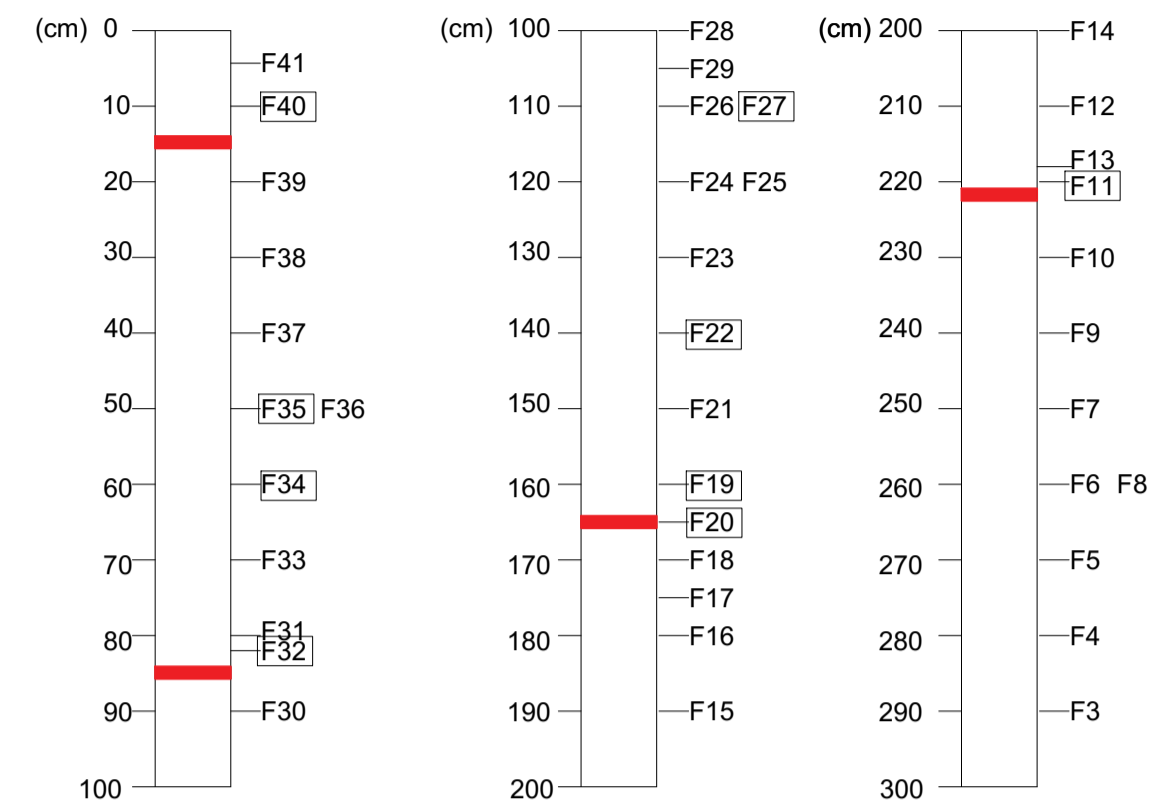 (cm) 0
F41
10 F40
20 F39
30 F38
40 F37
50 F35 F36
60 F34
70 F33
F31
80 F32
90 F30
100
(cm) 100 F28
F29
110 F26 F27
120 F24 F25
130 F23
140 F22
150 F21
160 F19
F20
170 F18
F17
180 F16
190 F15
200
(cm) 200 F14
210 F12
F13
220 F11
230 F10
240 F9
250 F7
260 F6 F8
270 F5
280 F4
290 F3
300